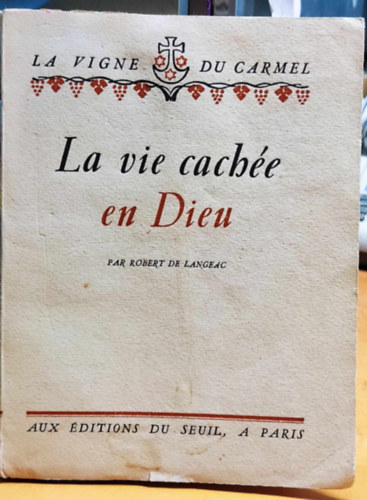 LA VIGNE DU CARMEL
La vie cachée
en Dieu
PAR ROBERT DE LANGEAC
AUX ÉDITIONS DU SEUIL, A PARIS